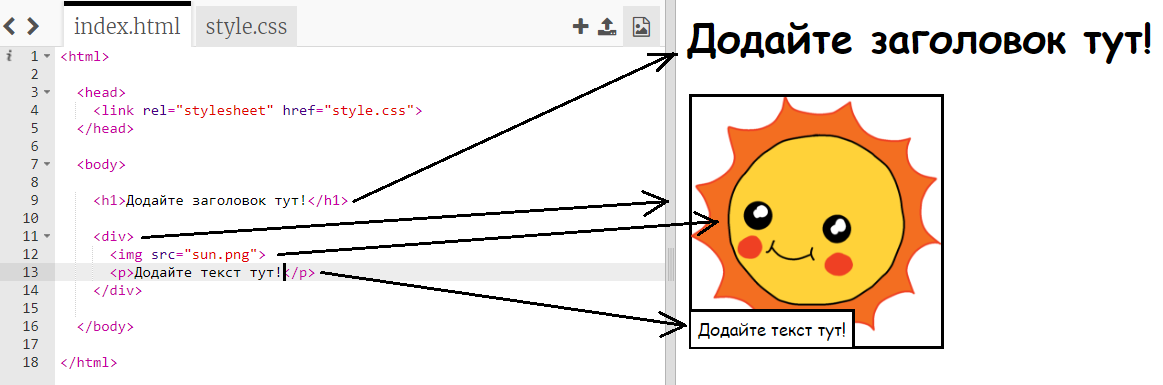 index.html style.css
1 <html>
2
3 <head>
4 <link rel="stylesheet" href="style.css">
5 </head>
6
7 <body>
8
9 <h1>Додайте заголовок тут!</h1>
10
11 <div>
12 <img src="sun.png">
13 <p>Додайте текст тут!</p>
14 </div>
15
16 </body>
17
18 </html>
Додайте заголовок тут!
Додайте текст тут!